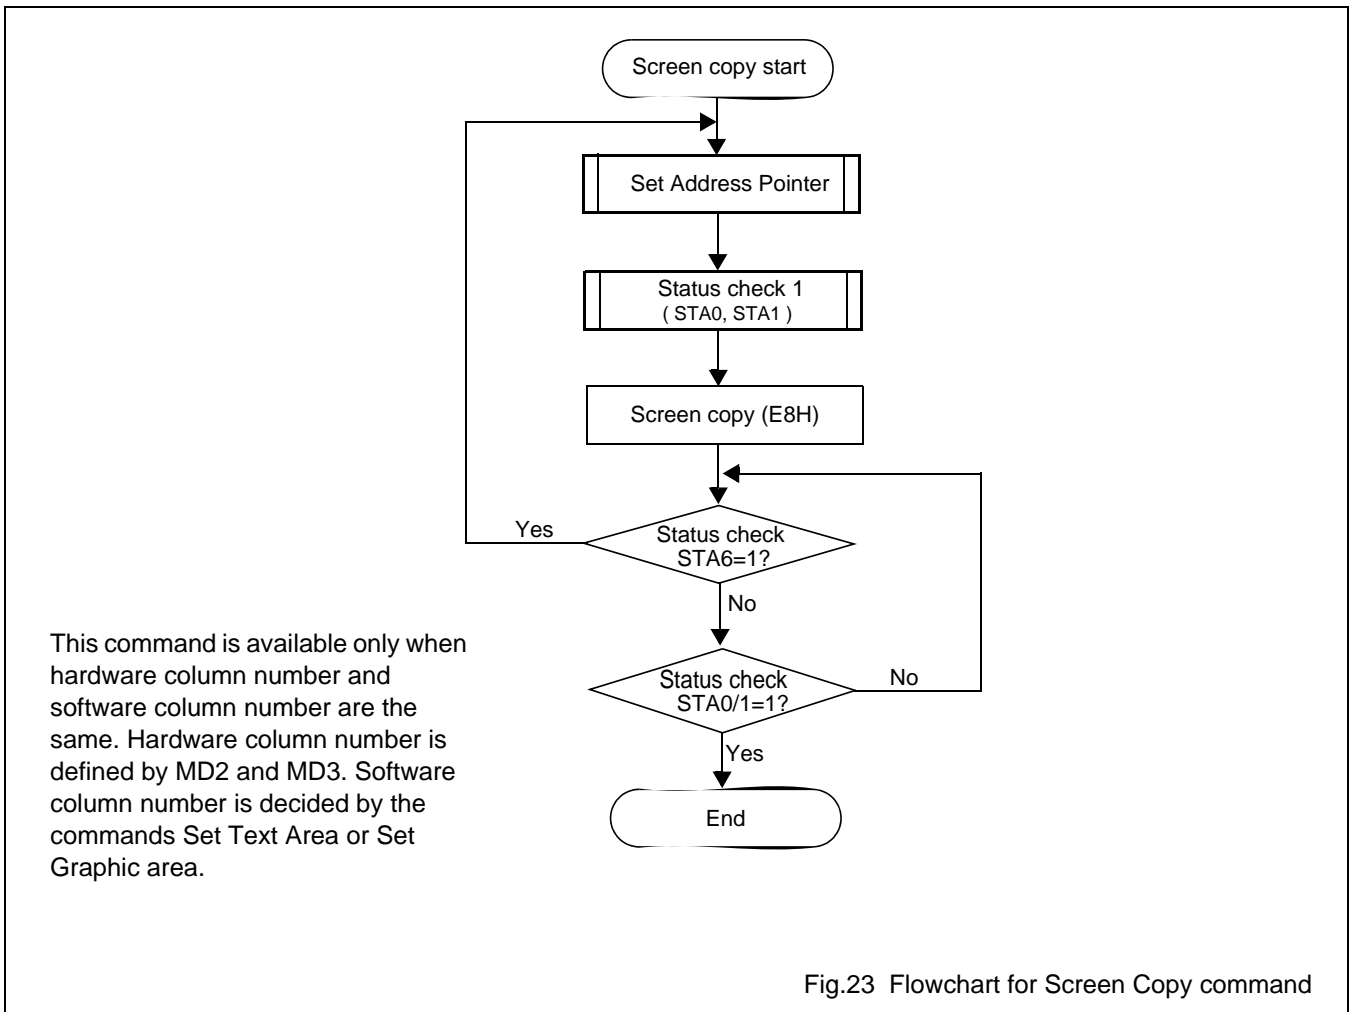 Screen copy start
Set Address Pointer
Status check 1
( STA0, STA1 )
Screen copy (E8H)
Yes
Status check
STA6=1?
No
Status check
STA0/1=1?
No
Yes
End
This command is available only when
hardware column number and
software column number are the
same. Hardware column number is
defined by MD2 and MD3. Software
column number is decided by the
commands Set Text Area or Set
Graphic area.
Fig.23 Flowchart for Screen Copy command